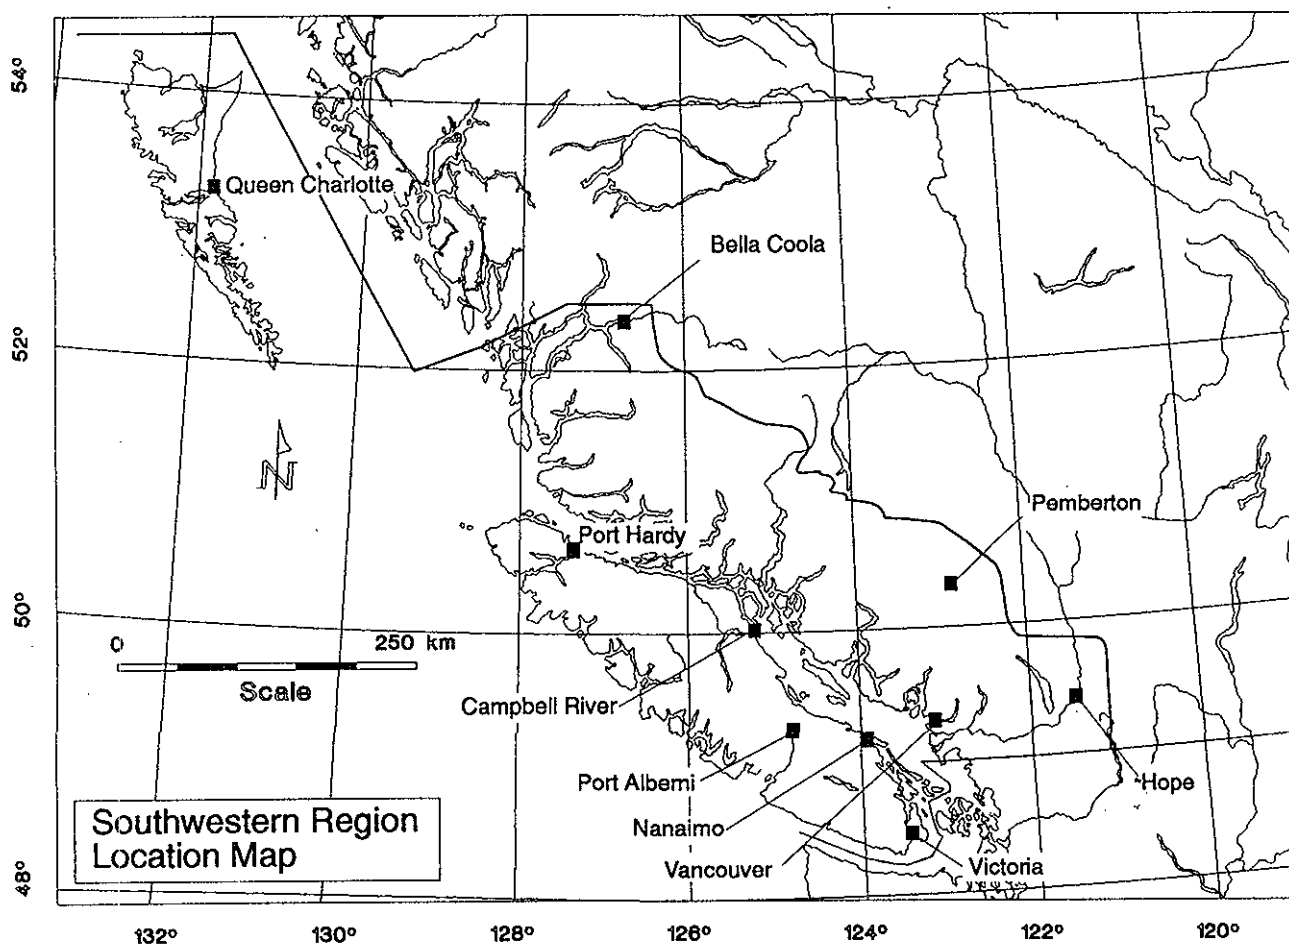 54°
Queen Charlotte
Bella Coola
52°
N
Pemberton
Port Hardy
50°
0 250 km
Scale
Campbell River
Port Alberni
Hope
Nanaimo
Vancouver
Victoria
Southwestern Region
Location Map
48°
132° 130° 128° 126° 124° 122° 120°